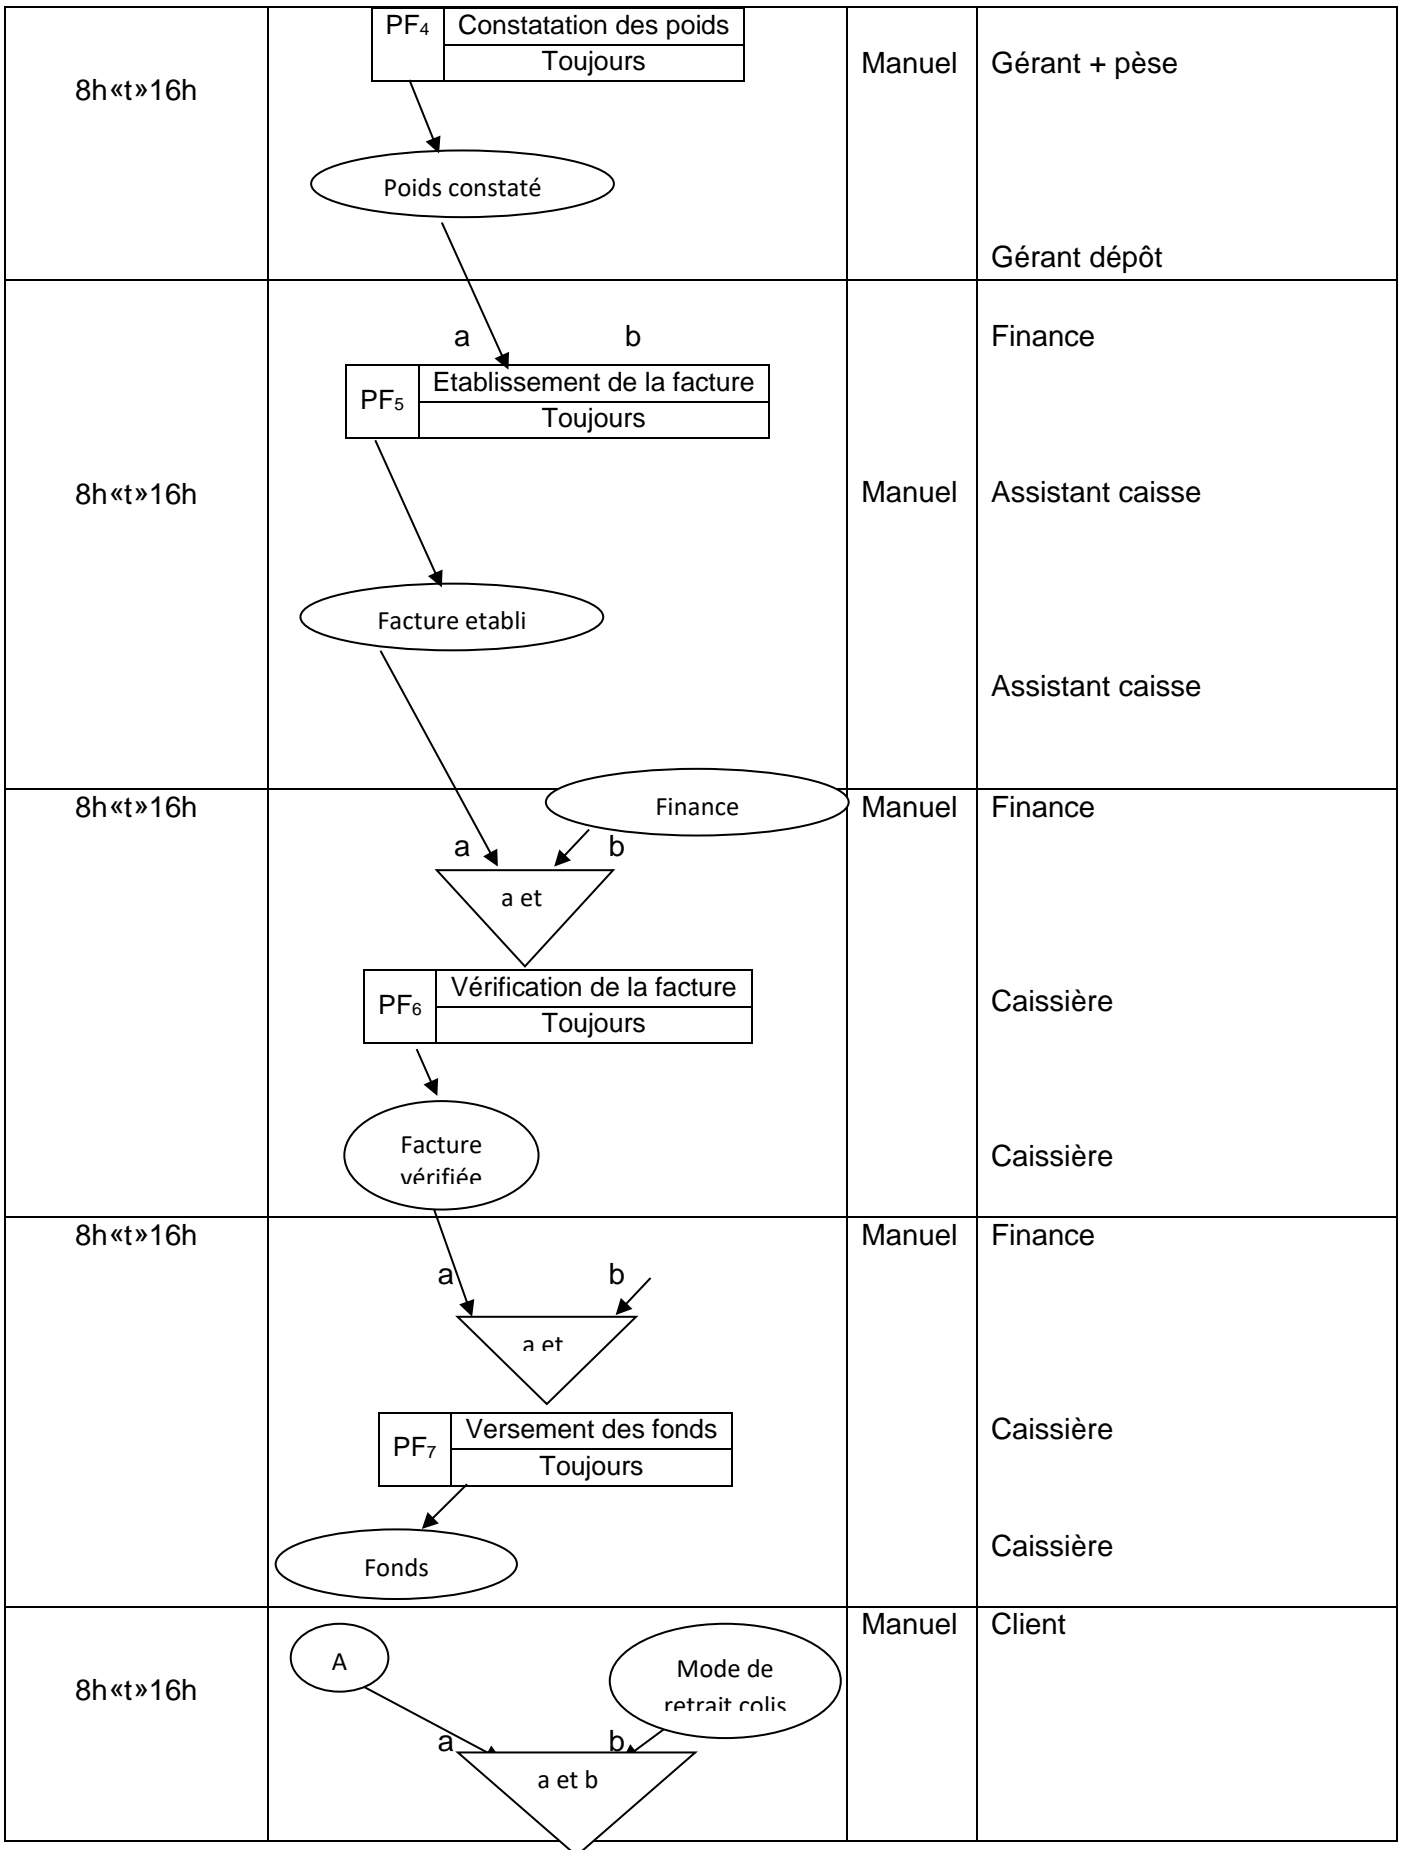 PF4 Constatation des poids
Toujours
8h«t»16h
Manuel
Gérant + pèse
Poids constaté
Gérant dépôt
a b
Finance
PF5 Etablissement de la facture
Toujours
8h«t»16h
Manuel
Assistant caisse
Facture etabli
Assistant caisse
8h«t»16h
Finance
Manuel
Finance
a b
a et
PF6 Vérification de la facture
Toujours
Caissière
Facture
vérifiée
Caissière
8h«t»16h
Manuel
Finance
a b
a et
PF7 Versement des fonds
Toujours
Caissière
Fonds
Caissière
Manuel
Client
A
Mode de
retrait colis
8h«t»16h
a b
a et b